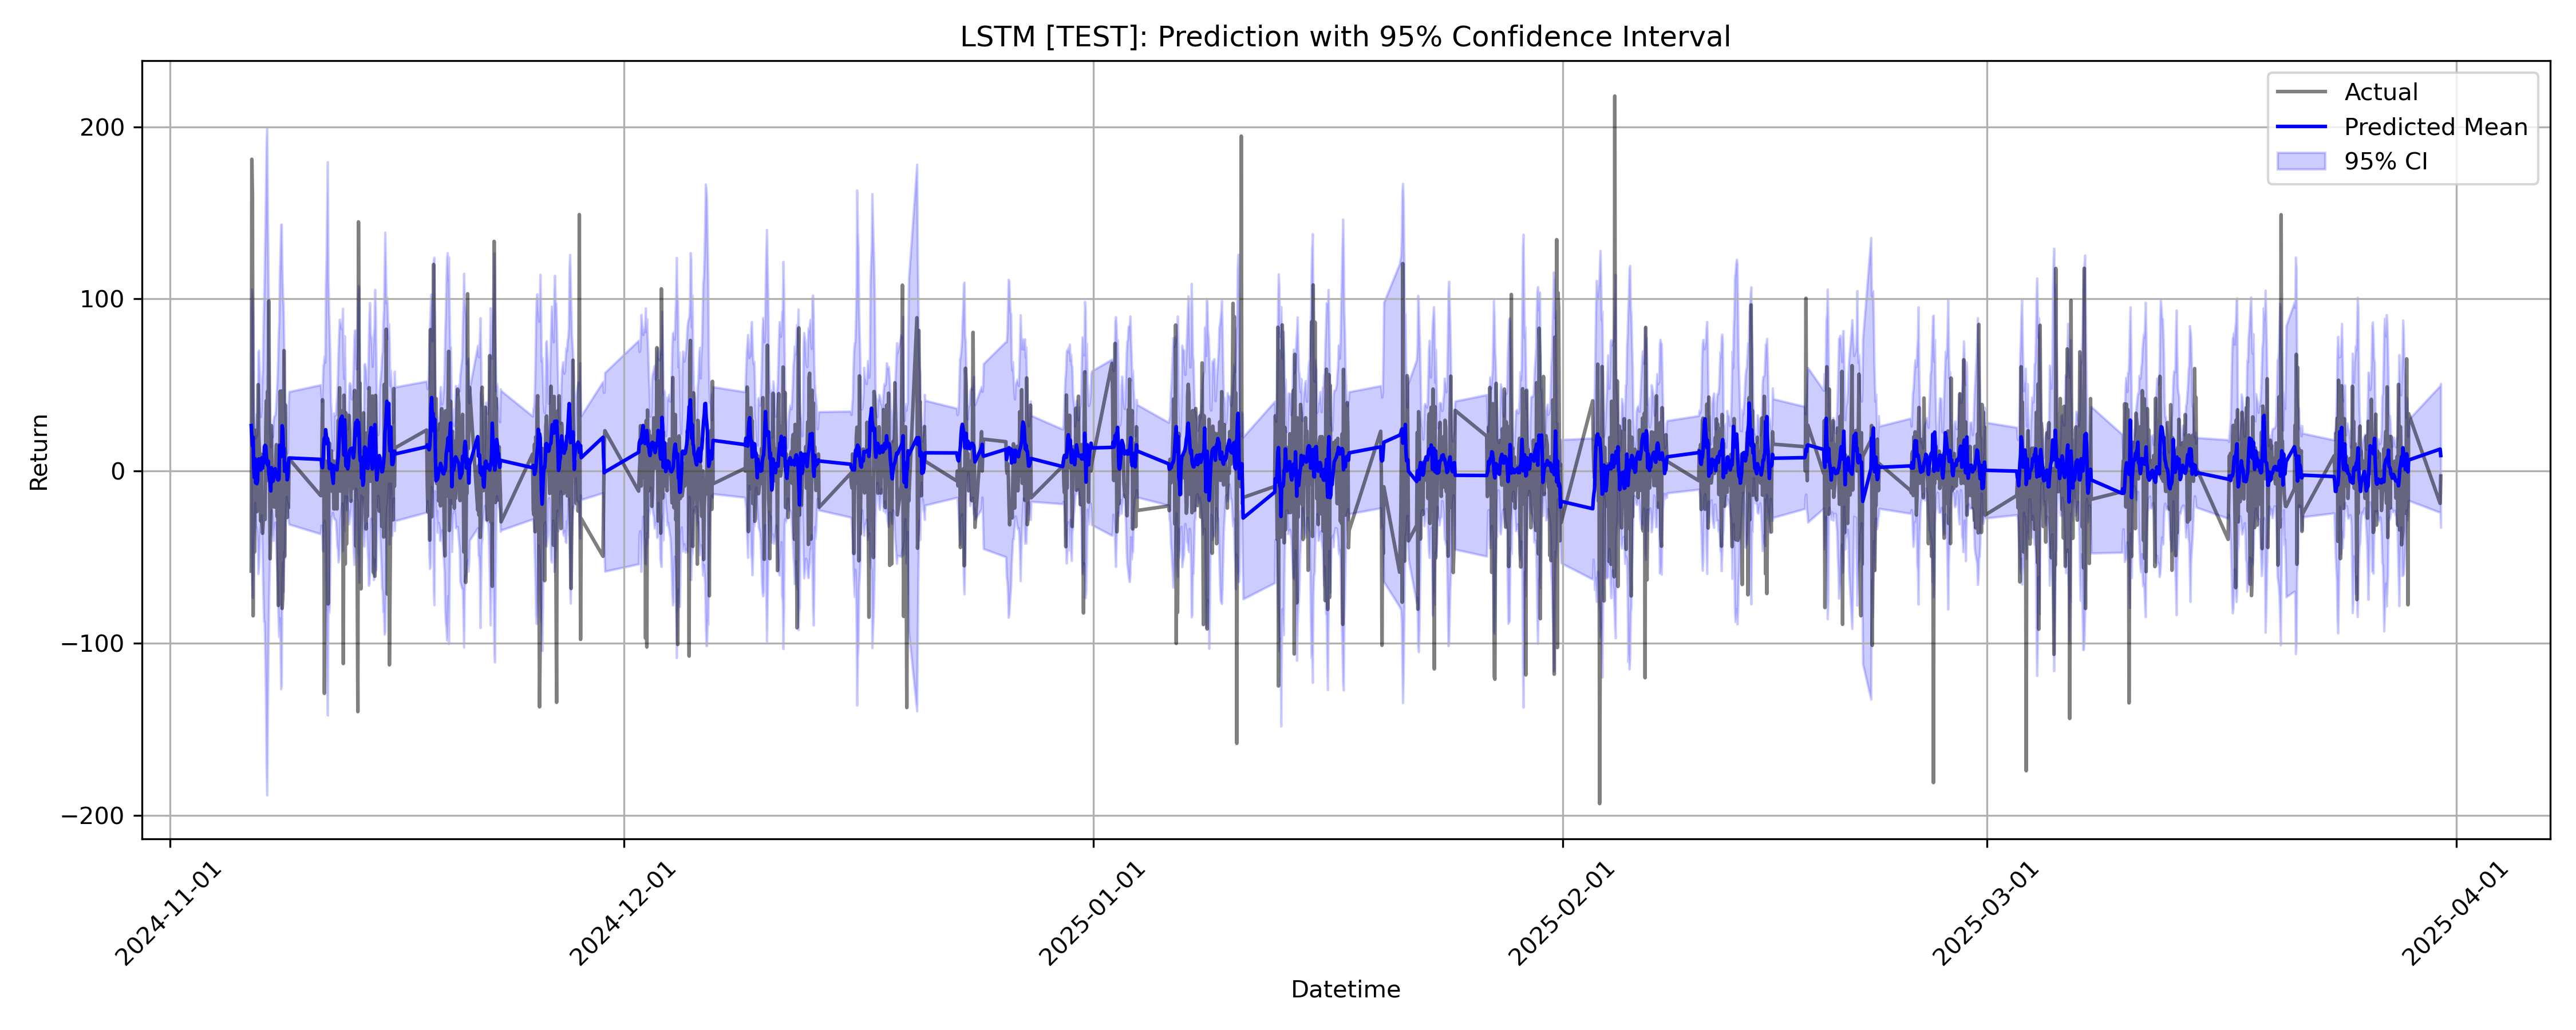 LSTM [TEST]: Prediction with 95% Confidence Interval
Actual
Predicted Mean
95% CI
Return
200
100
0
−100
−200
2024-11-01
2024-12-01
2025-01-01
2025-02-01
2025-03-01
2025-04-01
Datetime